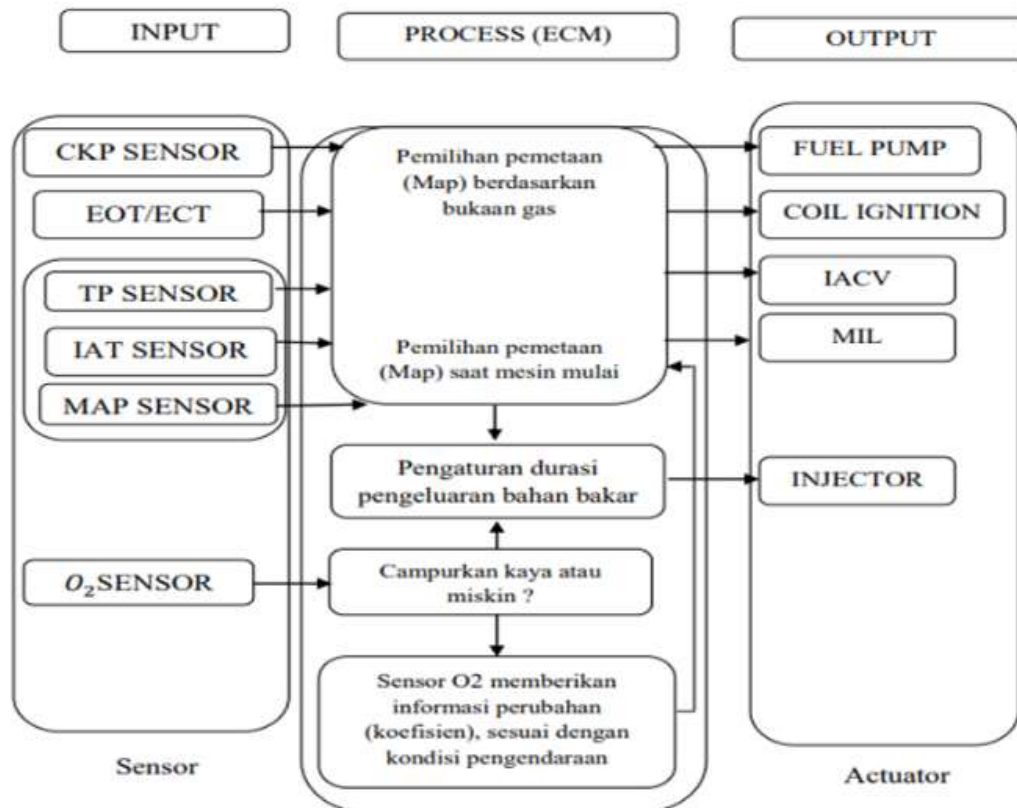 INPUT
PROCESS (ECM)
OUTPUT
CKP SENSOR
EOT/ECT
TP SENSOR
IAT SENSOR
MAP SENSOR
O₂SENSOR
Sensor
Pemilihan pemetaan
(Map) berdasarkan
bukaan gas
Pemilihan pemetaan
(Map) saat mesin mulai
Pengaturan durasi
pengeluaran bahan bakar
Campurkan kaya atau
miskin ?
Sensor O2 memberikan
informasi perubahan
(koefisien), sesuai dengan
kondisi pengendaraan
FUEL PUMP
COIL IGNITION
IACV
MIL
INJECTOR
Actuator